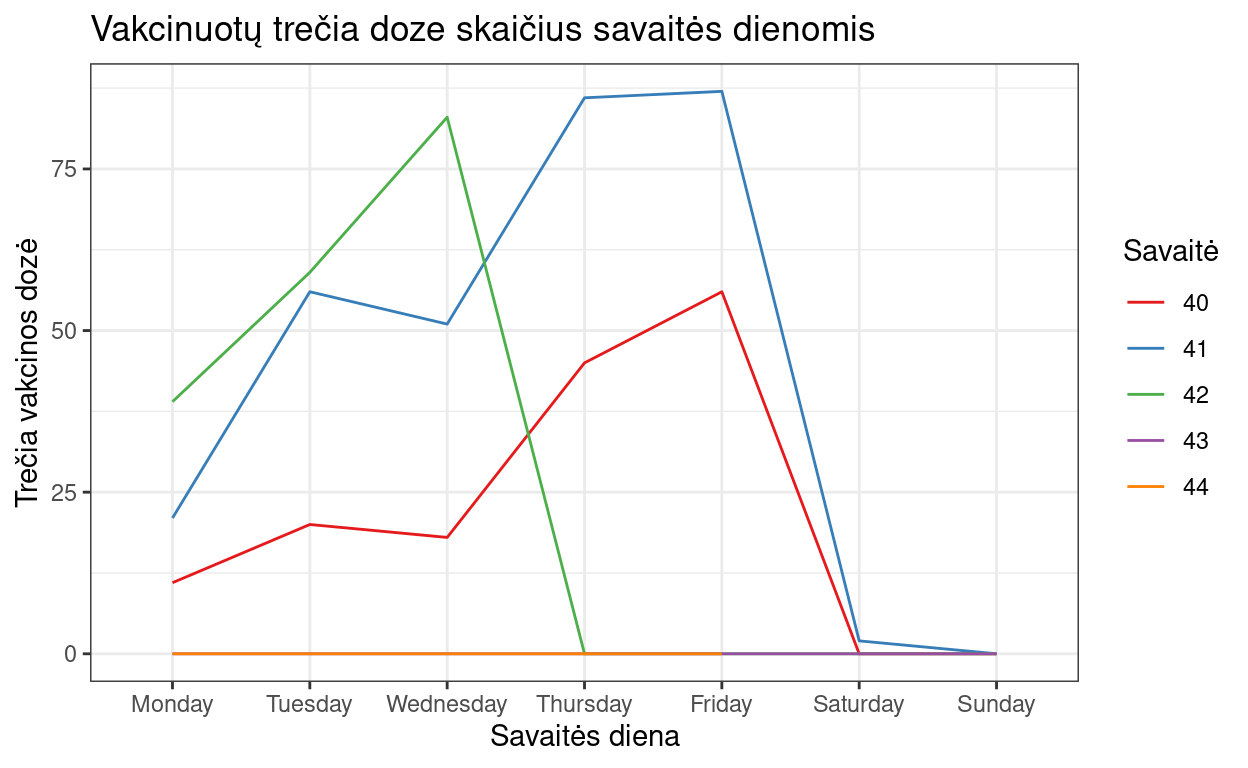 Vakcinuotų trečia doze skaičius savaitės dienomis
Trečia vakcinos dozė
75
50
25
0
Monday
Tuesday
Wednesday
Thursday
Friday
Saturday
Sunday
Savaitės diena
Savaitė
40
41
42
43
44